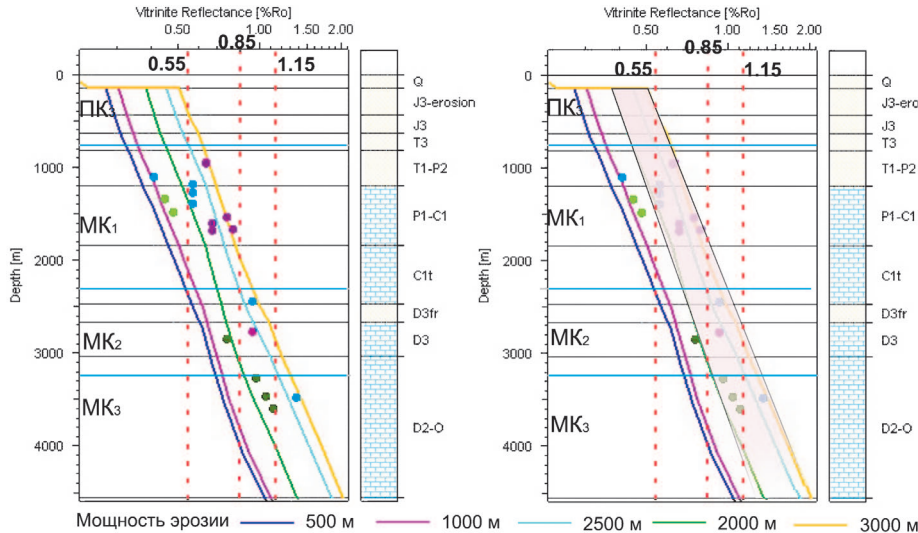 Vitrinite Reflectance [%Ro]
0.50 1.00 1.50 2.00
0.85
0.55 1.15
0
1000
2000
3000
4000
Depth [m]
ПК3
МК1
МК2
МК3
Q
J3-erosion
J3
T3
T1-P2
P1-C1
C1t
D3fr
D3
D2-O
Vitrinite Reflectance [%Ro]
0.50 1.00 1.50 2.00
0.85
0.55 1.15
0
1000
2000
3000
4000
Depth [m]
ПК3
МК1
МК2
МК3
Q
J3-ero
J3
T3
T1-P2
P1-C1
C1t
D3fr
D3
D2-O
Мощность эрозии 500 м 1000 м 2500 м 2000 м 3000 м